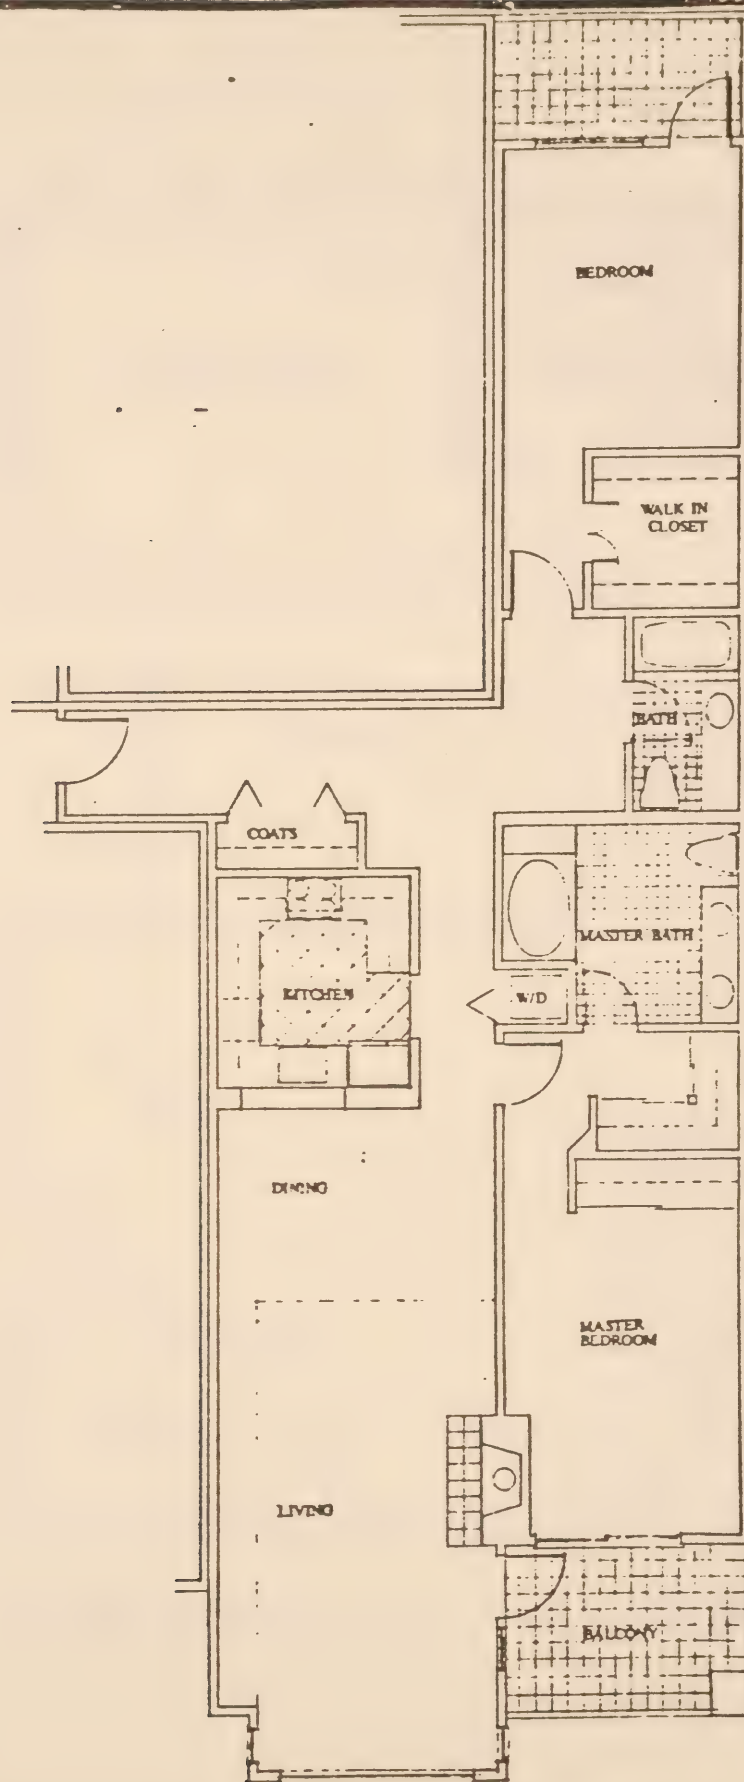 BEDROOM
WALK IN
CLOSET
BATH
COATS
MASTER BATH
KITCHEN
W/D
DINING
MASTER
BEDROOM
LIVING
BALCONY